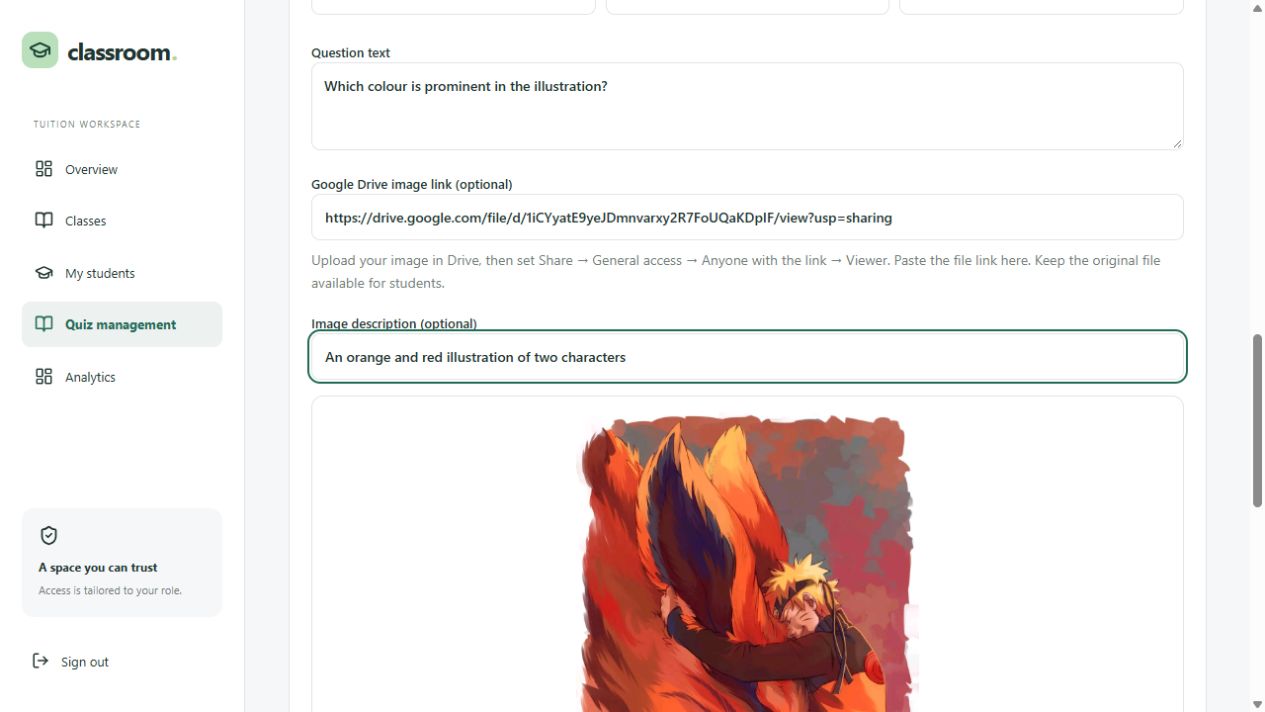 classroom.
TUITION WORKSPACE
Overview
Classes
My students
Quiz management
Analytics
A space you can trust
Access is tailored to your role.
Sign out
Question text
Which colour is prominent in the illustration?
Google Drive image link (optional)
https://drive.google.com/file/d/1iCYyatE9yeJDmnvarxy2R7FoUQaKDpIF/view?usp=sharing
Upload your image in Drive, then set Share → General access → Anyone with the link → Viewer. Paste the file link here. Keep the original file
available for students.
Image description (optional)
An orange and red illustration of two characters